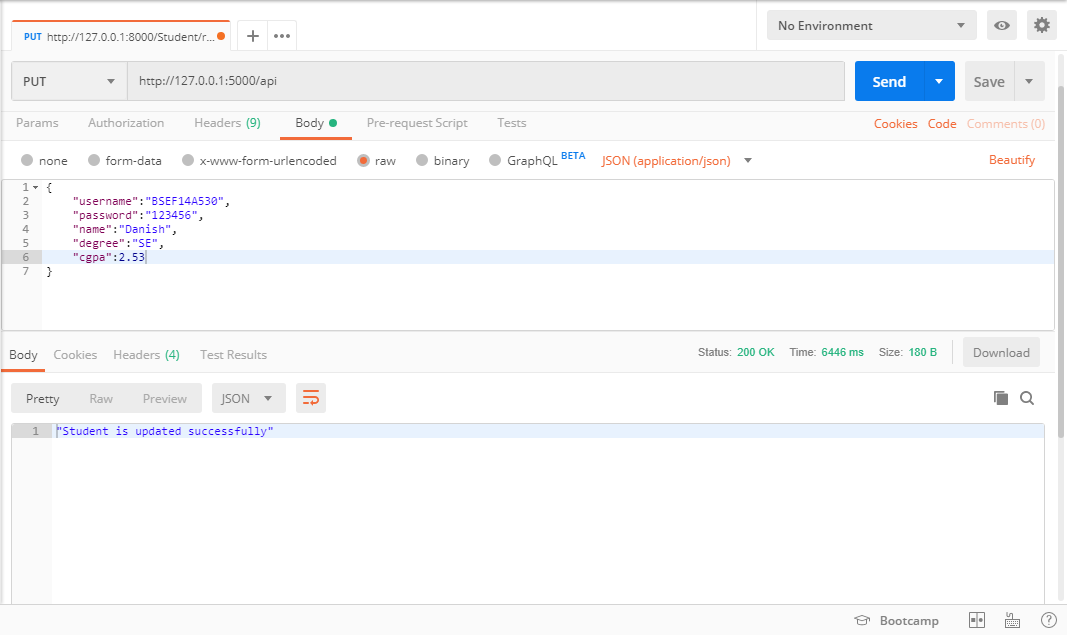 PUT http://127.0.0.1:8000/Student/r...
No Environment
PUT http://127.0.0.1:5000/api Send Save
Params Authorization Headers (9) Body Pre-request Script Tests Cookies Code Comments (0)
none form-data x-www-form-urlencoded raw binary GraphQL BETA JSON (application/json) Beautify
1 {
2 "username":"BSEF14A530",
3 "password":"123456",
4 "name":"Danish",
5 "degree":"SE",
6 "cgpa":2.53
7 }
Body Cookies Headers (4) Test Results Status: 200 OK Time: 6446 ms Size: 180 B Download
Pretty Raw Preview JSON
1 "Student is updated successfully"
Bootcamp